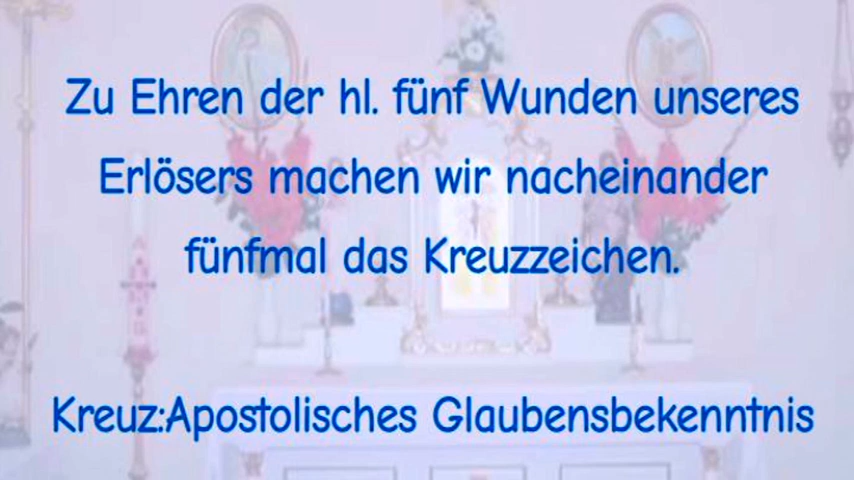 Zu Ehren der hl. fünf Wunden unseres
Erlösers machen wir nacheinander
fünfmal das Kreuzzeichen.
Kreuz:Apostolisches Glaubensbekenntnis